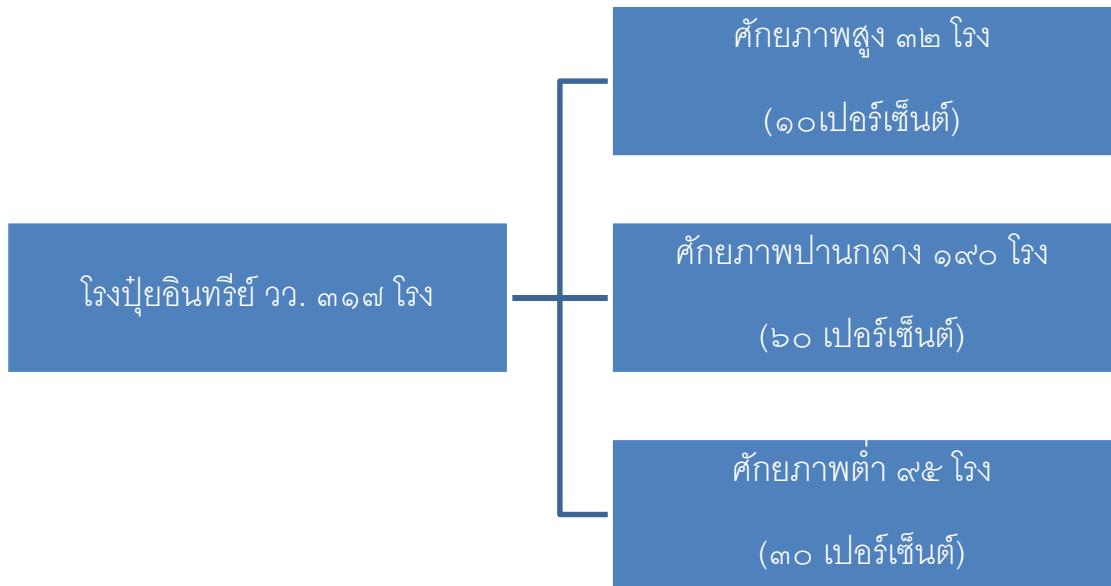 ศักยภาพสูง ๓๒ โรง
(๑๐เปอร์เซ็นต์)
โรงปุ๋ยอินทรีย์ วว. ๓๑๗ โรง
ศักยภาพปานกลาง ๑๙๐ โรง
(๖๐ เปอร์เซ็นต์)
ศักยภาพต่ำ ๙๕ โรง
(๓๐ เปอร์เซ็นต์)